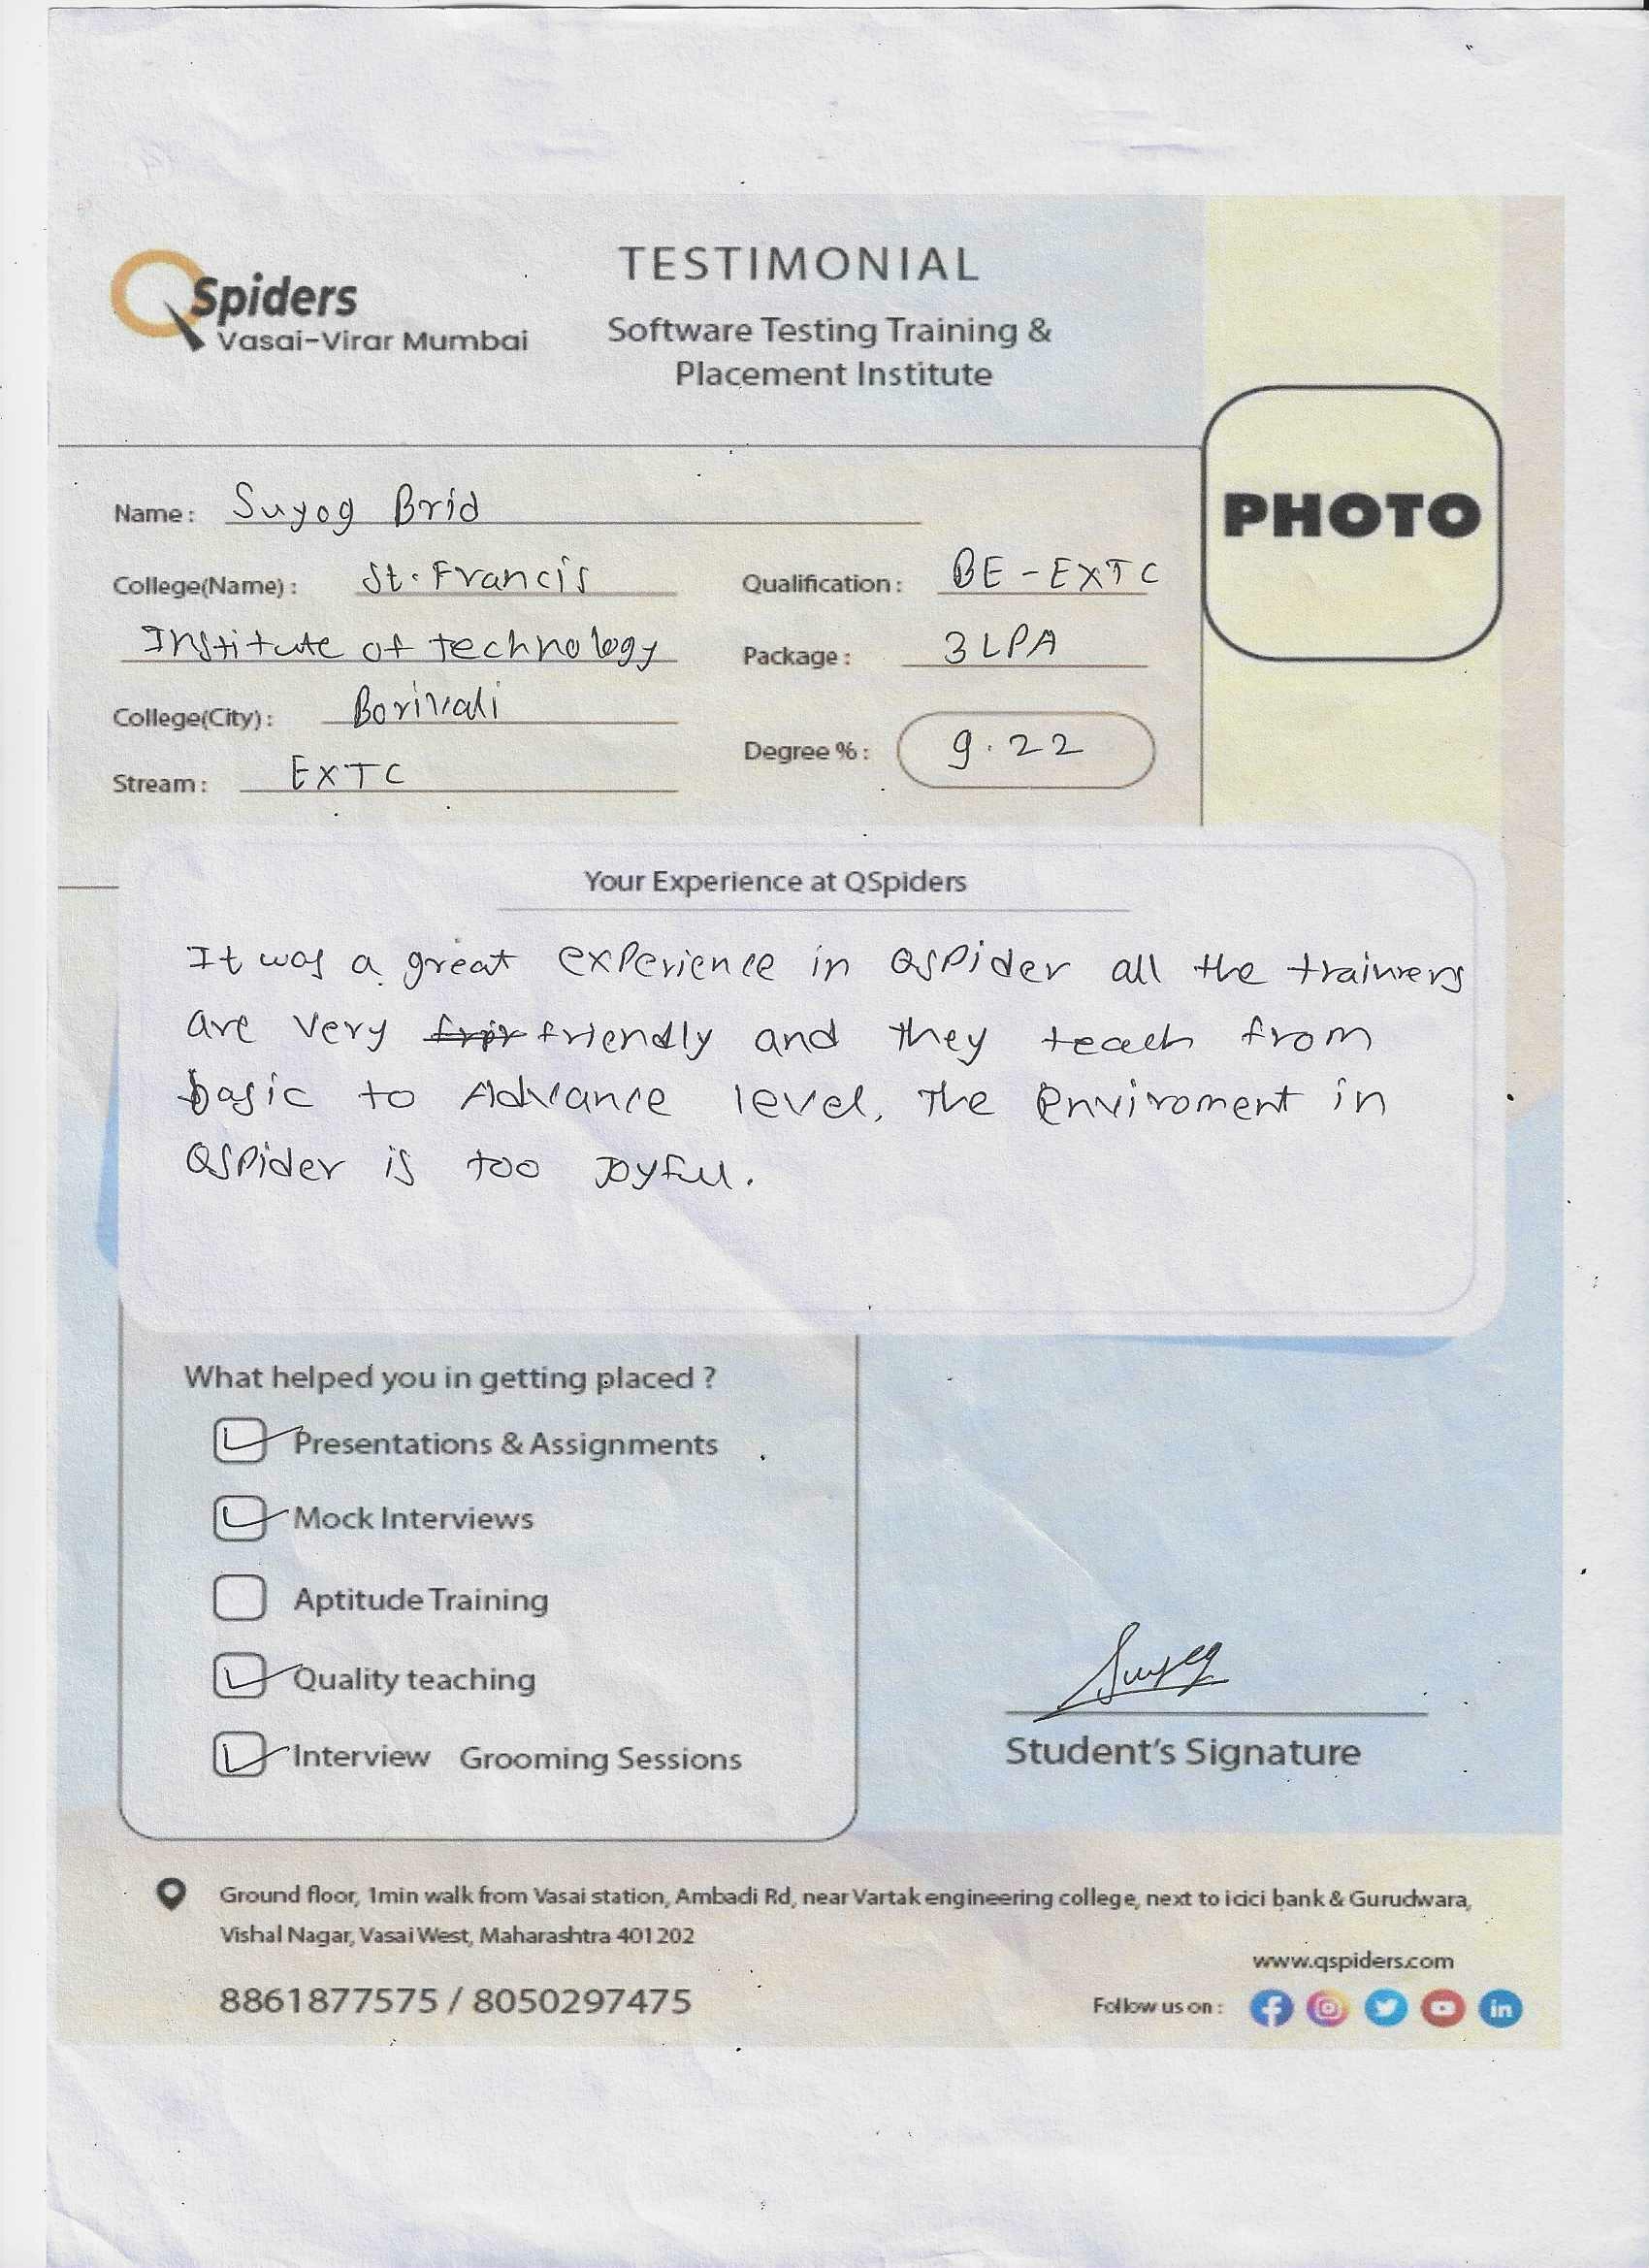 QSpiders
Vasai-Virar Mumbai
TESTIMONIAL
Software Testing Training &
Placement Institute
PHOTO
Name: Suyog Brid
College(Name): St. Francis
Institute of technology
College(City): Borivali
Stream: EXTC
Qualification: BE-EXTC
Package: 3LPA
Degree %: 9.22
Your Experience at QSpiders
It was a great experience in QSpider all the trainers
are very friendly and they teach from
basic to Advance level. The Enviroment in
QSpider is too Joyful.
What helped you in getting placed ?
Presentations & Assignments
Mock Interviews
Aptitude Training
Quality teaching
Interview Grooming Sessions
Suyog
Student's Signature
Ground floor, 1min walk from Vasai station, Ambadi Rd, near Vartak engineering college, next to icici bank & Gurudwara,
Vishal Nagar, Vasai West, Maharashtra 401202
8861877575 / 8050297475
www.qspiders.com
Follow us on :